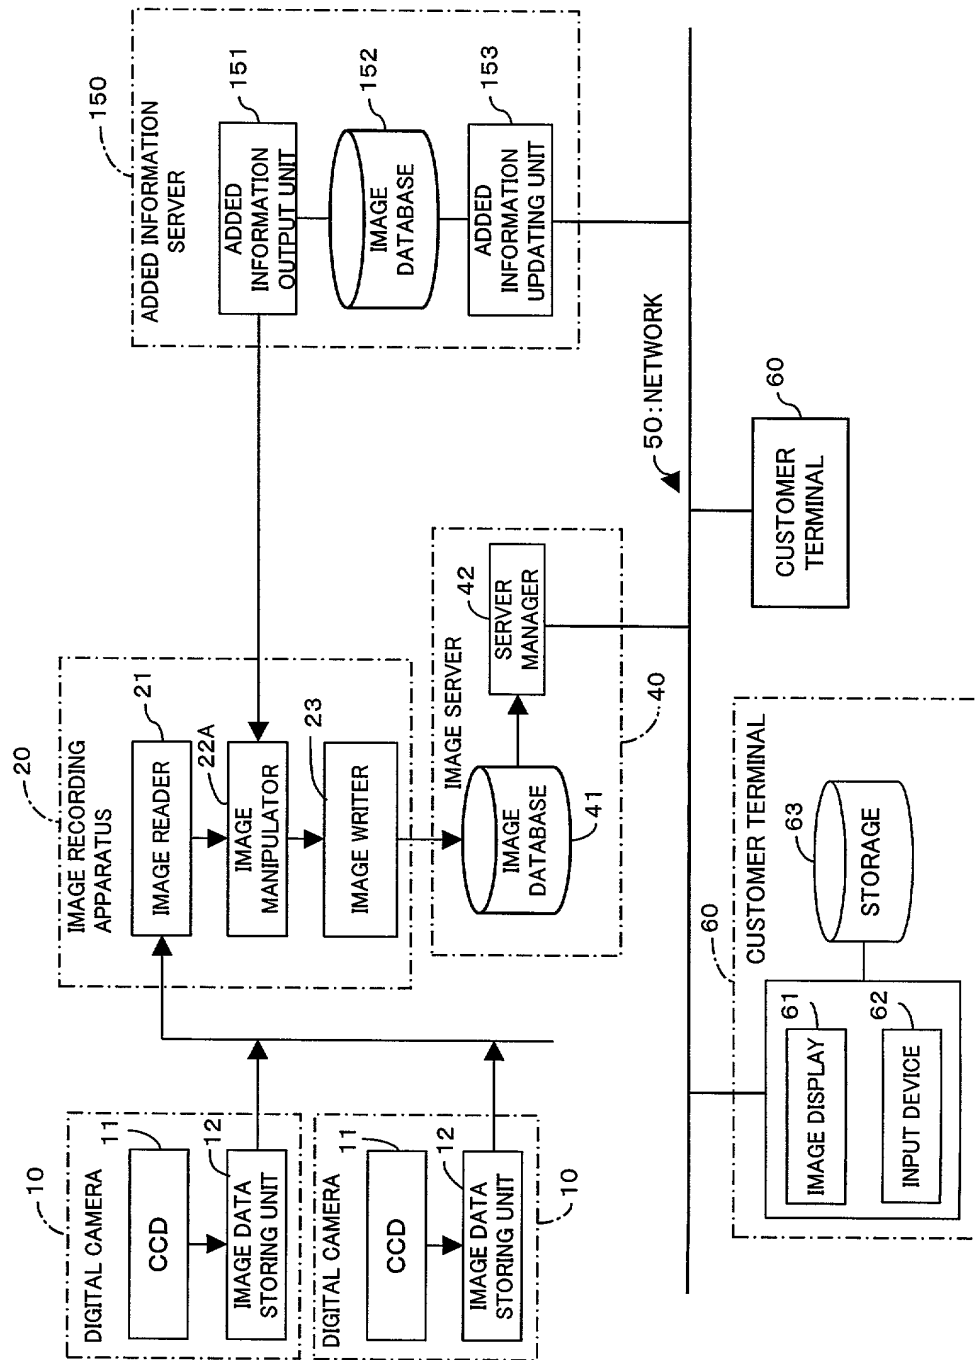 10
DIGITAL CAMERA
11
CCD
12
IMAGE DATA
STORING UNIT
DIGITAL CAMERA
11
CCD
12
IMAGE DATA
STORING UNIT
10
20
IMAGE RECORDING
APPARATUS
21
IMAGE READER
22A
IMAGE
MANIPULATOR
23
IMAGE WRITER
IMAGE SERVER
IMAGE
DATABASE
41
42
SERVER
MANAGER
40
150
ADDED INFORMATION
SERVER
151
ADDED
INFORMATION
OUTPUT UNIT
152
IMAGE
DATABASE
153
ADDED
INFORMATION
UPDATING UNIT
50:NETWORK
60
CUSTOMER TERMINAL
61
IMAGE DISPLAY
62
INPUT DEVICE
63
STORAGE
60
CUSTOMER
TERMINAL